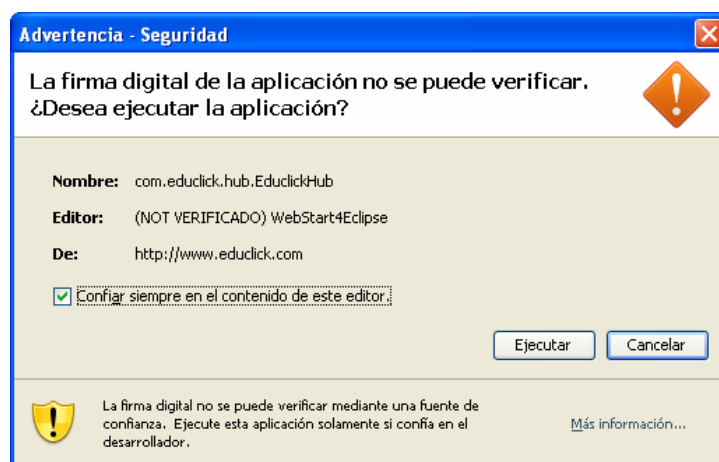 Advertencia - Seguridad
La firma digital de la aplicación no se puede verificar.
¿Desea ejecutar la aplicación?
Nombre: com.educlick.hub.EduclickHub
Editor: (NOT VERIFICADO) WebStart4Eclipse
De: http://www.educlick.com
Confiar siempre en el contenido de este editor.
Ejecutar Cancelar
La firma digital no se puede verificar mediante una fuente de
confianza. Ejecute esta aplicación solamente si confía en el
desarrollador.
Más información...